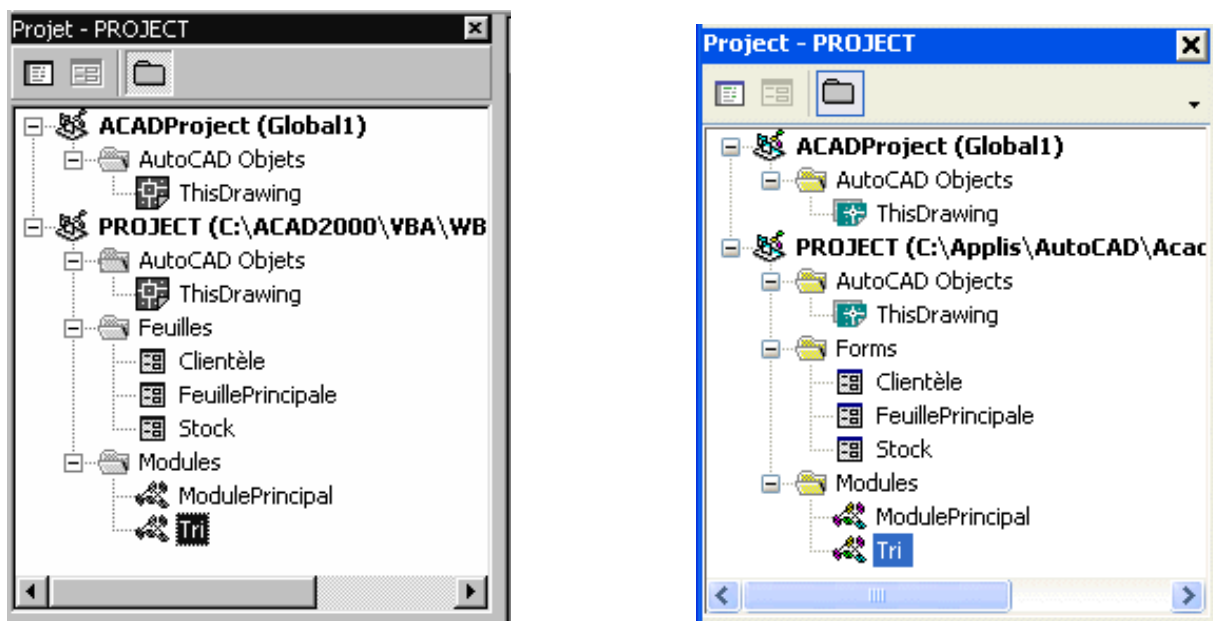 Projet - PROJECT
ACADProject (Global1)
AutoCAD Objets
ThisDrawing
PROJECT (C:\ACAD2000\VBA\WB
AutoCAD Objets
ThisDrawing
Feuilles
Clientèle
FeuillePrincipale
Stock
Modules
ModulePrincipal
Tri
Project - PROJECT
ACADProject (Global1)
AutoCAD Objects
ThisDrawing
PROJECT (C:\Applis\AutoCAD\Acac
AutoCAD Objects
ThisDrawing
Forms
Clientèle
FeuillePrincipale
Stock
Modules
ModulePrincipal
Tri